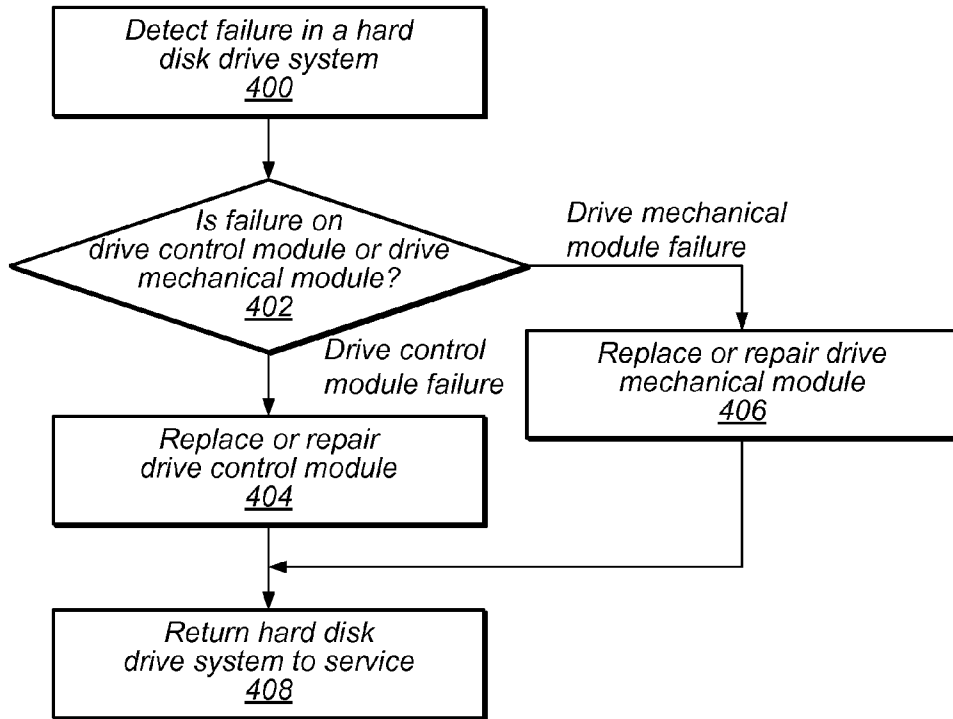 Detect failure in a hard
disk drive system
400
Is failure on
drive control module or drive
mechanical module?
402
Drive mechanical
module failure
Drive control
module failure
Replace or repair drive
mechanical module
406
Replace or repair
drive control module
404
Return hard disk
drive system to service
408